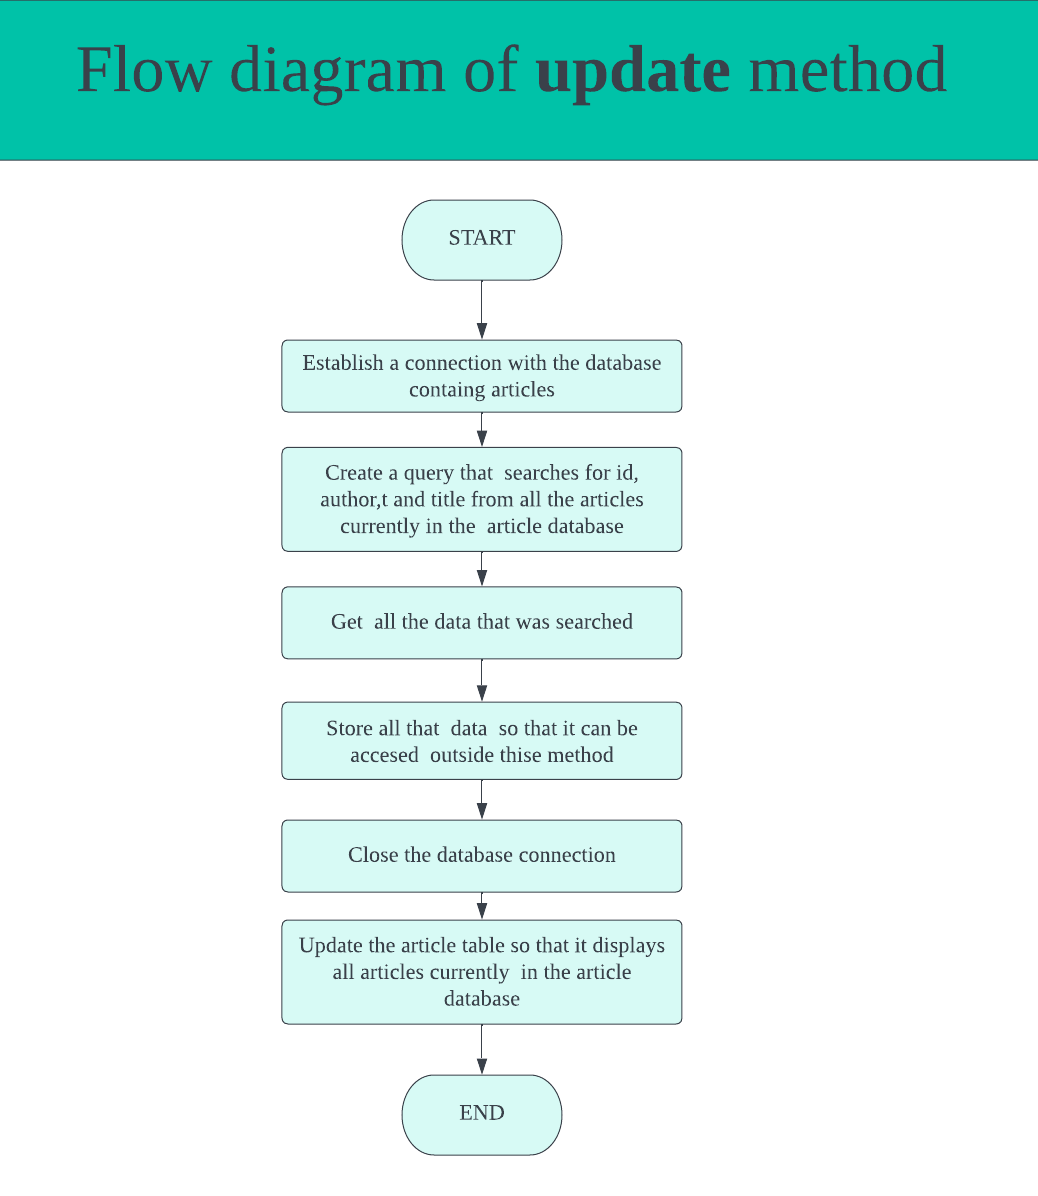 Flow diagram of update method
START
Establish a connection with the database
containg articles
Create a query that  searches for id,
author,t and title from all the articles
currently in the  article database
Get  all the data that was searched
Store all that  data  so that it can be
accesed  outside thise method
Close the database connection
Update the article table so that it displays
all articles currently  in the article
database
END